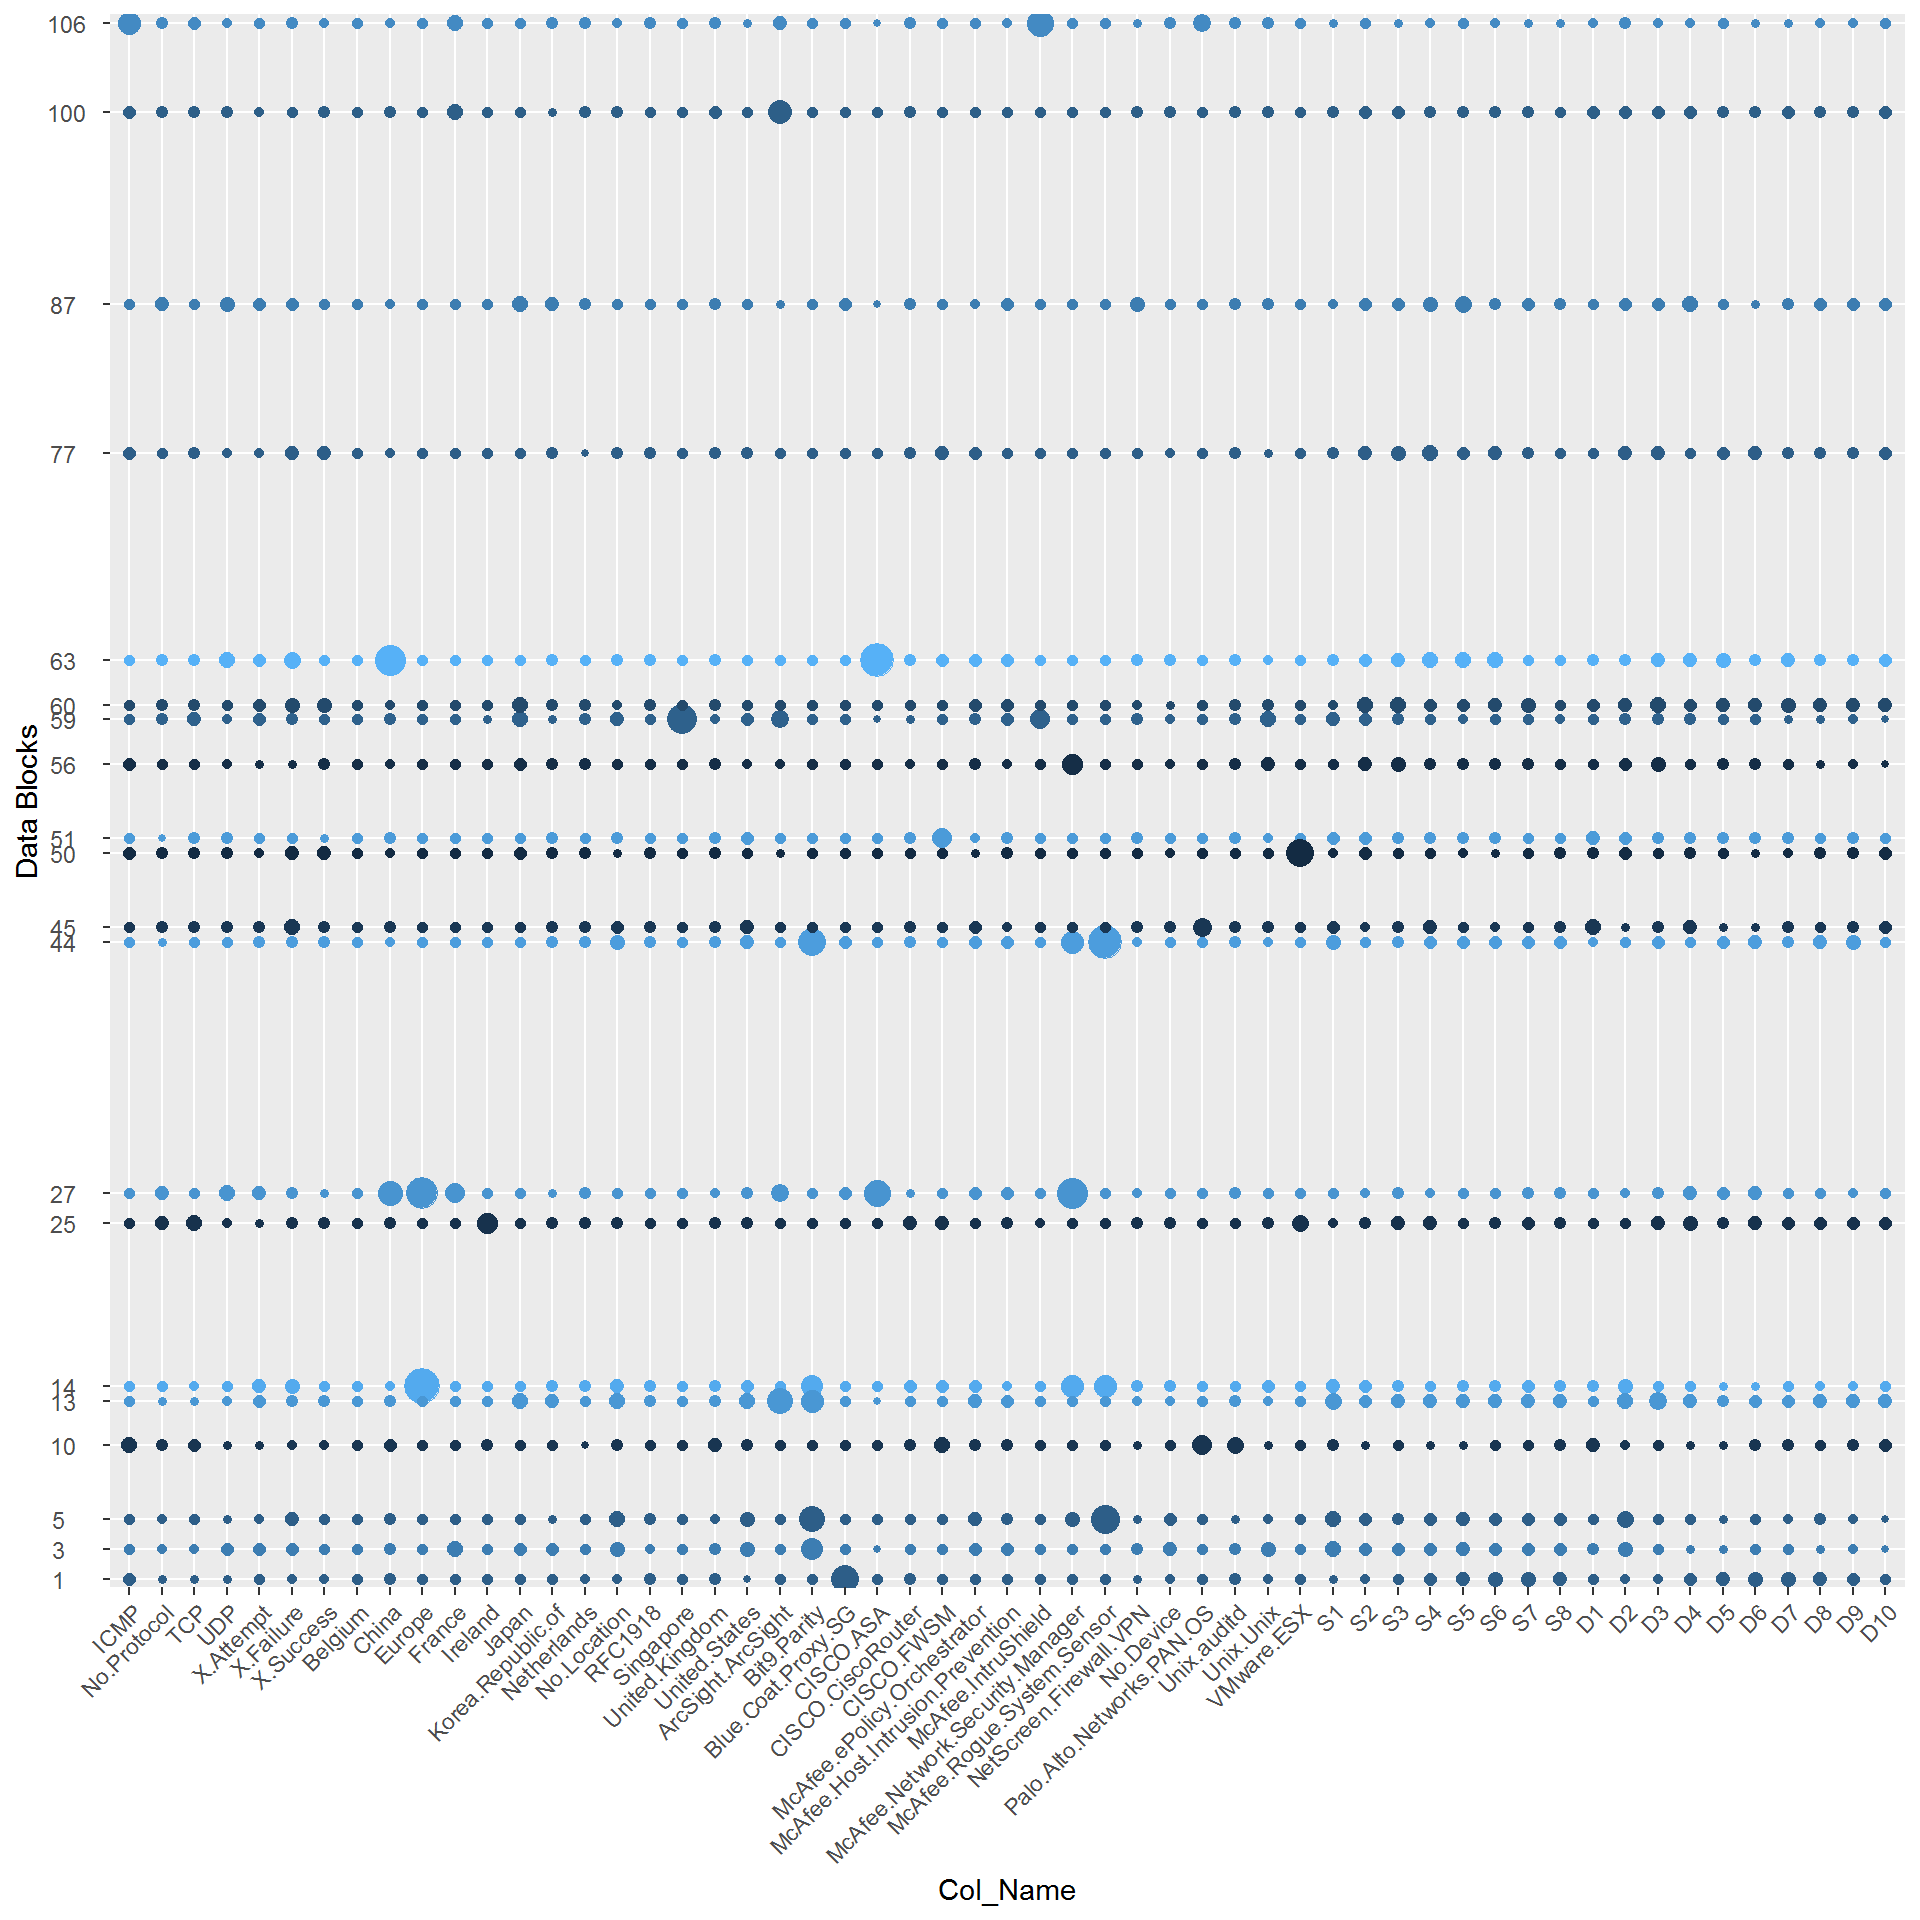 106
100
87
77
63
60
59
56
51
50
45
44
27
25
14
13
10
5
3
1
Data Blocks
ICMP
No.Protocol
TCP
UDP
X.Attempt
X.Failure
X.Success
Belgium
China
Europe
France
Ireland
Japan
Korea.Republic.of
Netherlands
No.Location
RFC1918
Singapore
United.Kingdom
United.States
ArcSight.ArcSight
Bit9.Parity
Blue.Coat.Proxy.SG
CISCO.ASA
CISCO.CiscoRouter
CISCO.FWSM
McAfee.ePolicy.Orchestrator
McAfee.Host.Intrusion.Prevention
McAfee.IntruShield
McAfee.Network.Security.Manager
McAfee.Rogue.System.Sensor
NetScreen.Firewall.VPN
No.Device
Palo.Alto.Networks.PAN.OS
Unix.auditd
Unix.Unix
VMware.ESX
S1
S2
S3
S4
S5
S6
S7
S8
D1
D2
D3
D4
D5
D6
D7
D8
D9
D10
Col_Name